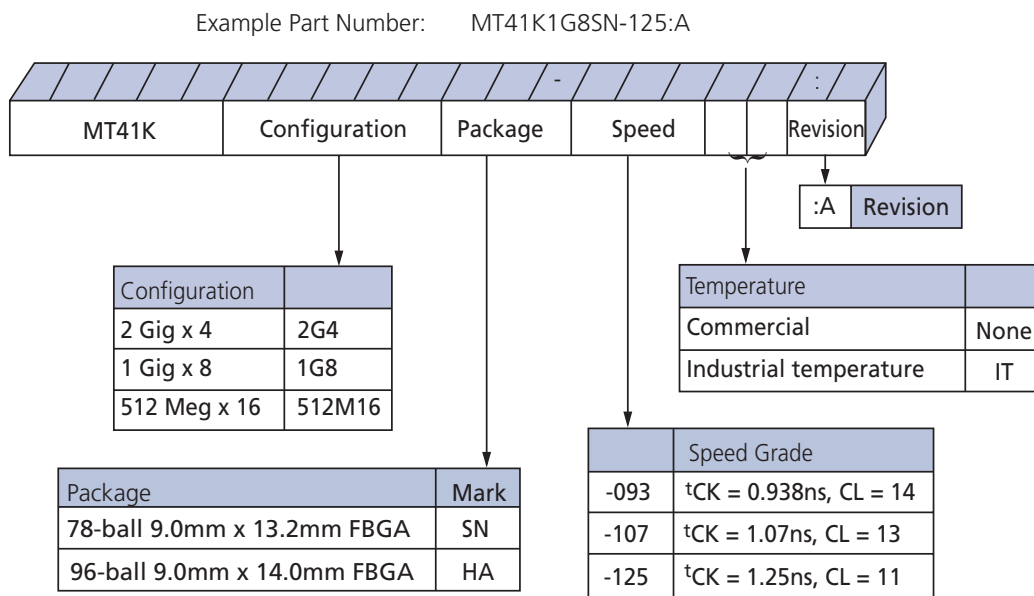 Example Part Number: MT41K1G8SN-125:A
- :
MT41K Configuration Package Speed Revision
:A Revision
Configuration
2 Gig x 4 2G4
1 Gig x 8 1G8
512 Meg x 16 512M16
Temperature
Commercial None
Industrial temperature IT
Package Mark
78-ball 9.0mm x 13.2mm FBGA SN
96-ball 9.0mm x 14.0mm FBGA HA
Speed Grade
-093 tCK = 0.938ns, CL = 14
-107 tCK = 1.07ns, CL = 13
-125 tCK = 1.25ns, CL = 11